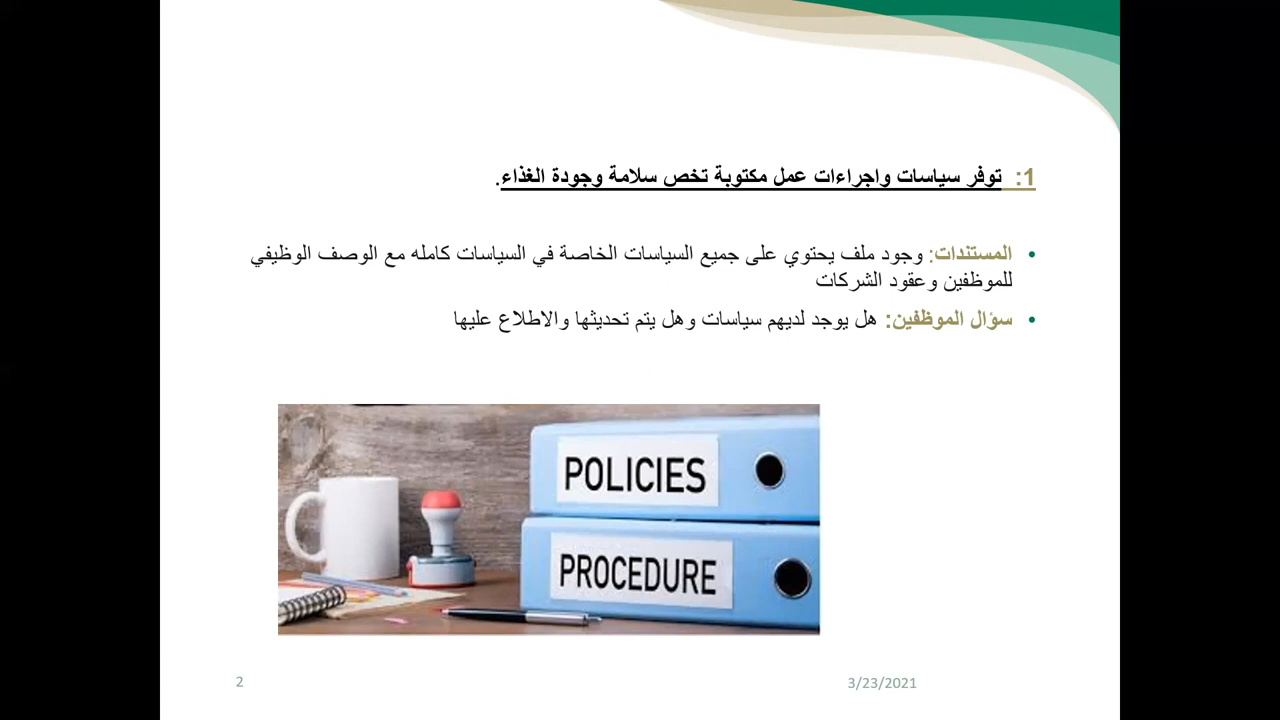 1: توفر سياسات واجراءات عمل مكتوبة تخص سلامة وجودة الغذاء.
• المستندات: وجود ملف يحتوي على جميع السياسات الخاصة في السياسات كامله مع الوصف الوظيفي
للموظفين وعقود الشركات
• سؤال الموظفين: هل يوجد لديهم سياسات وهل يتم تحديثها والاطلاع عليها
POLICIES
PROCEDURE
2
3/23/2021